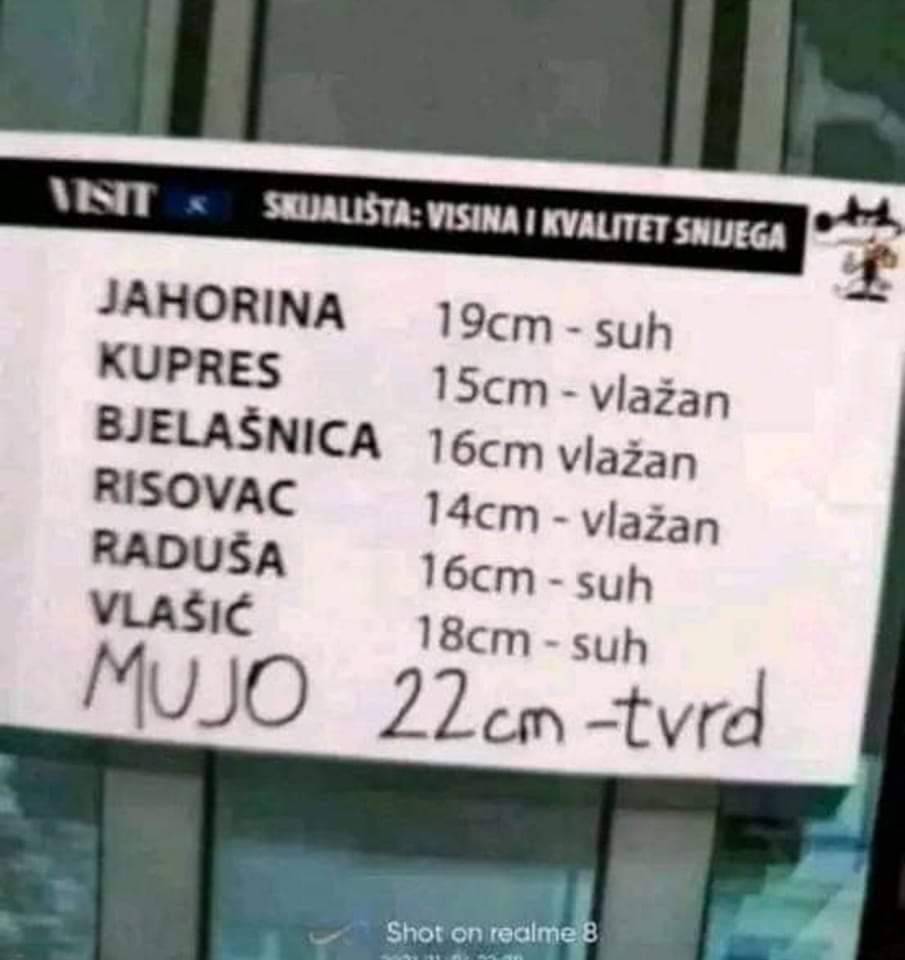 VISIT SKIJALIŠTA: VISINA I KVALITET SNIJEGA
JAHORINA 19cm - suh
KUPRES 15cm - vlažan
BJELAŠNICA 16cm vlažan
RISOVAC 14cm - vlažan
RADUŠA 16cm - suh
VLAŠIĆ 18cm - suh
MUJO 22cm - tvrd
Shot on realme 8